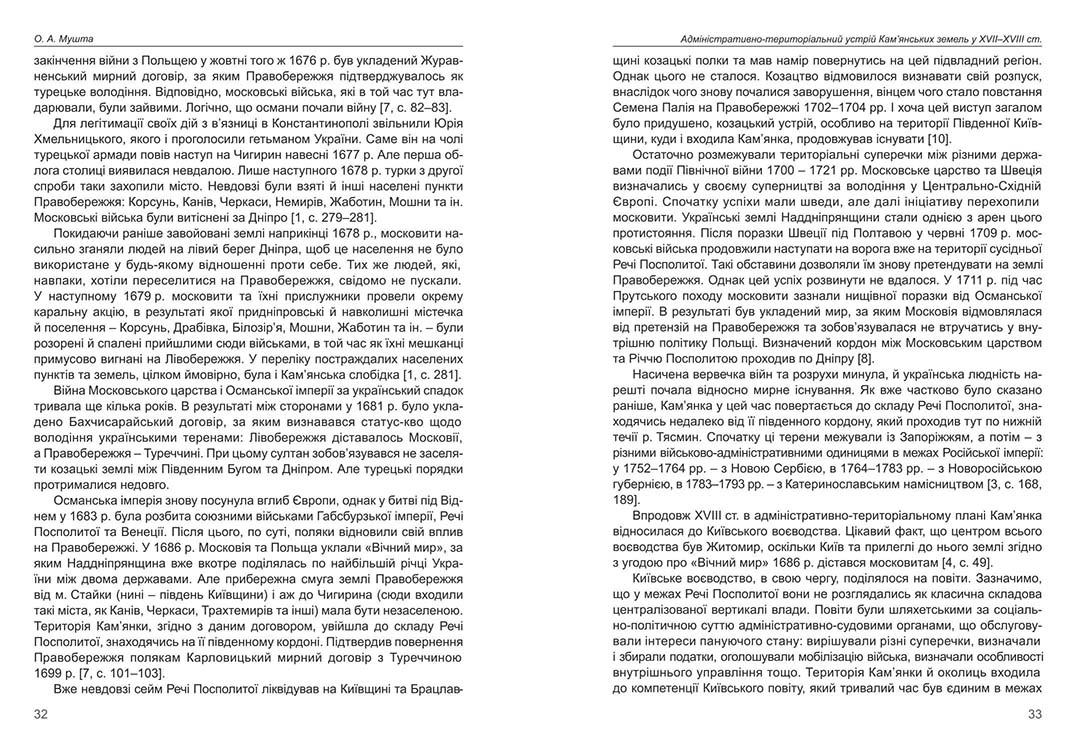 О. А. Мушта
закінчення війни з Польщею у жовтні того ж 1676 р. був укладений Журав-
ненський мирний договір, за яким Правобережжя підтверджувалось як
турецьке володіння. Відповідно, московські війська, які в той час тут вла-
дарювали, були зайвими. Логічно, що османи почали війну [7, с. 82–83].
Для легітимації своїх дій з в’язниці в Константинополі звільнили Юрія
Хмельницького, якого і проголосили гетьманом України. Саме він на чолі
турецької армади повів наступ на Чигирин навесні 1677 р. Але перша об-
лога столиці виявилася невдалою. Лише наступного 1678 р. турки з другої
спроби таки захопили місто. Невдовзі були взяті й інші населені пункти
Правобережжя: Корсунь, Канів, Черкаси, Немирів, Жаботин, Мошни та ін.
Московські війська були витіснені за Дніпро [1, с. 279–281].
Покидаючи раніше завойовані землі наприкінці 1678 р., московити на-
сильно зганяли людей на лівий берег Дніпра, щоб це населення не було
використане у будь-якому відношенні проти себе. Тих же людей, які,
навпаки, хотіли переселитися на Правобережжя, свідомо не пускали.
У наступному 1679 р. московити та їхні прислужники провели окрему
каральну акцію, в результаті якої придніпровські й навколишні містечка
й поселення – Корсунь, Драбівка, Білозір’я, Мошни, Жаботин та ін. – були
розорені й спалені прийшлими сюди військами, в той час як їхні мешканці
примусово вигнані на Лівобережжя. У переліку постраждалих населених
пунктів та земель, цілком ймовірно, була і Кам’янська слобідка [1, с. 281].
Війна Московського царства і Османської імперії за український спадок
тривала ще кілька років. В результаті між сторонами у 1681 р. було укла-
дено Бахчисарайський договір, за яким визнавався статус-кво щодо
володіння українськими теренами: Лівобережжя діставалось Московії,
а Правобережжя – Туреччині. При цьому султан зобов’язувався не заселя-
ти козацькі землі між Південним Бугом та Дніпром. Але турецькі порядки
протрималися недовго.
Османська імперія знову посунула вглиб Європи, однак у битві під Від-
нем у 1683 р. була розбита союзними військами Габсбурзької імперії, Речі
Посполитої та Венеції. Після цього, по суті, поляки відновили свій вплив
на Правобережжі. У 1686 р. Московія та Польща уклали «Вічний мир», за
яким Наддніпрянщина вже вкотре поділялась по найбільшій річці Укра-
їни між двома державами. Але прибережна смуга землі Правобережжя
від м. Стайки (нині – південь Київщини) і аж до Чигирина (сюди входили
такі міста, як Канів, Черкаси, Трахтемирів та інші) мала бути незаселеною.
Територія Кам’янки, згідно з даним договором, увійшла до складу Речі
Посполитої, знаходячись на її південному кордоні. Підтвердив повернення
Правобережжя полякам Карловицький мирний договір з Туреччиною
1699 р. [7, с. 101–103].
Вже невдовзі сейм Речі Посполитої ліквідував на Київщині та Брацлав-
32
Адміністративно-територіальний устрій Кам’янських земель у XVII–XVIII ст.
щині козацькі полки та мав намір повернутись на цей підвладний регіон.
Однак цього не сталося. Козацтво відмовилося визнавати свій розпуск,
внаслідок чого знову почалися заворушення, вінцем чого стало повстання
Семена Палія на Правобережжі 1702–1704 рр. І хоча цей виступ загалом
було придушено, козацький устрій, особливо на території Південної Київ-
щини, куди і входила Кам’янка, продовжував існувати [10].
Остаточно розмежували територіальні суперечки між різними держа-
вами події Північної війни 1700 – 1721 рр. Московське царство та Швеція
визначались у своєму суперництві за володіння у Центрально-Східній
Європі. Спочатку успіхи мали шведи, але далі ініціативу перехопили
московити. Українські землі Наддніпрянщини стали однією з арен цього
протистояння. Після поразки Швеції під Полтавою у червні 1709 р. мос-
ковські війська продовжили наступати на ворога вже на території сусідньої
Речі Посполитої. Такі обставини дозволяли їм знову претендувати на землі
Правобережжя. Однак цей успіх розвинути не вдалося. У 1711 р. під час
Прутського походу московити зазнали нищівної поразки від Османської
імперії. В результаті був укладений мир, за яким Московія відмовлялася
від претензій на Правобережжя та зобов’язувалася не втручатись у вну-
трішню політику Польщі. Визначений кордон між Московським царством
та Річчю Посполитою проходив по Дніпру [8].
Насичена вервечка війн та розрухи минула, й українська людність на-
решті почала відносно мирне існування. Як вже частково було сказано
раніше, Кам’янка у цей час повертається до складу Речі Посполитої, зна-
ходячись недалеко від її південного кордону, який проходив тут по нижній
течії р. Тясмин. Спочатку ці терени межували із Запоріжжям, а потім – з
різними військово-адміністративними одиницями в межах Російської імперії:
у 1752–1764 рр. – з Новою Сербією, в 1764–1783 рр. – з Новоросійською
губернією, в 1783–1793 рр. – з Катеринославським намісництвом [3, с. 168,
189].
Впродовж XVIII ст. в адміністративно-територіальному плані Кам’янка
відносилася до Київського воєводства. Цікавий факт, що центром всього
воєводства був Житомир, оскільки Київ та прилеглі до нього землі згідно
з угодою про «Вічний мир» 1686 р. дістався московитам [4, с. 49].
Київське воєводство, в свою чергу, поділялося на повіти. Зазначимо,
що у межах Речі Посполитої вони не розглядались як класична складова
централізованої вертикалі влади. Повіти були шляхетськими за соціаль-
но-політичною суттю адміністративно-судовими органами, що обслугову-
вали інтереси пануючого стану: вирішували різні суперечки, визначали
і збирали податки, оголошували мобілізацію війська, визначали особливості
внутрішнього управління тощо. Територія Кам’янки й околиць входила
до компетенції Київського повіту, який тривалий час був єдиним в межах
33